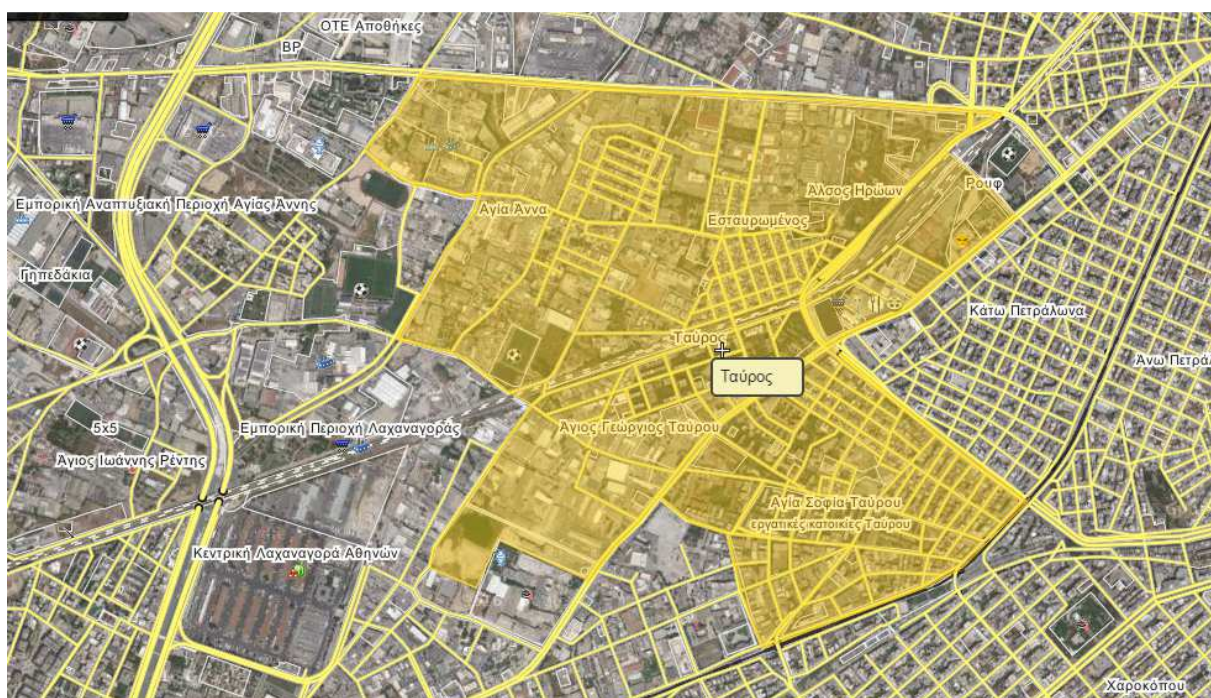 ΟΤΕ Αποθήκες
BP
Άλσος Ηρώων
Ρουφ
Εμπορική Αναπτυξιακή Περιοχή Αγίας Άννης
Αγία Άννα
Εσταυρωμένος
Γηπεδάκια
Κάτω Πετράλωνα
Ταύρος
Άνω Πετράλ
Ταύρος
5x5
Εμπορική Περιοχή Λαχαναγοράς
Άγιος Γεώργιος Ταύρου
Άγιος Ιωάννης Ρέντης
Αγία Σοφία Ταύρου
εργατικές κατοικίες Ταύρου
Κεντρική Λαχαναγορά Αθηνών
Χαροκόπου